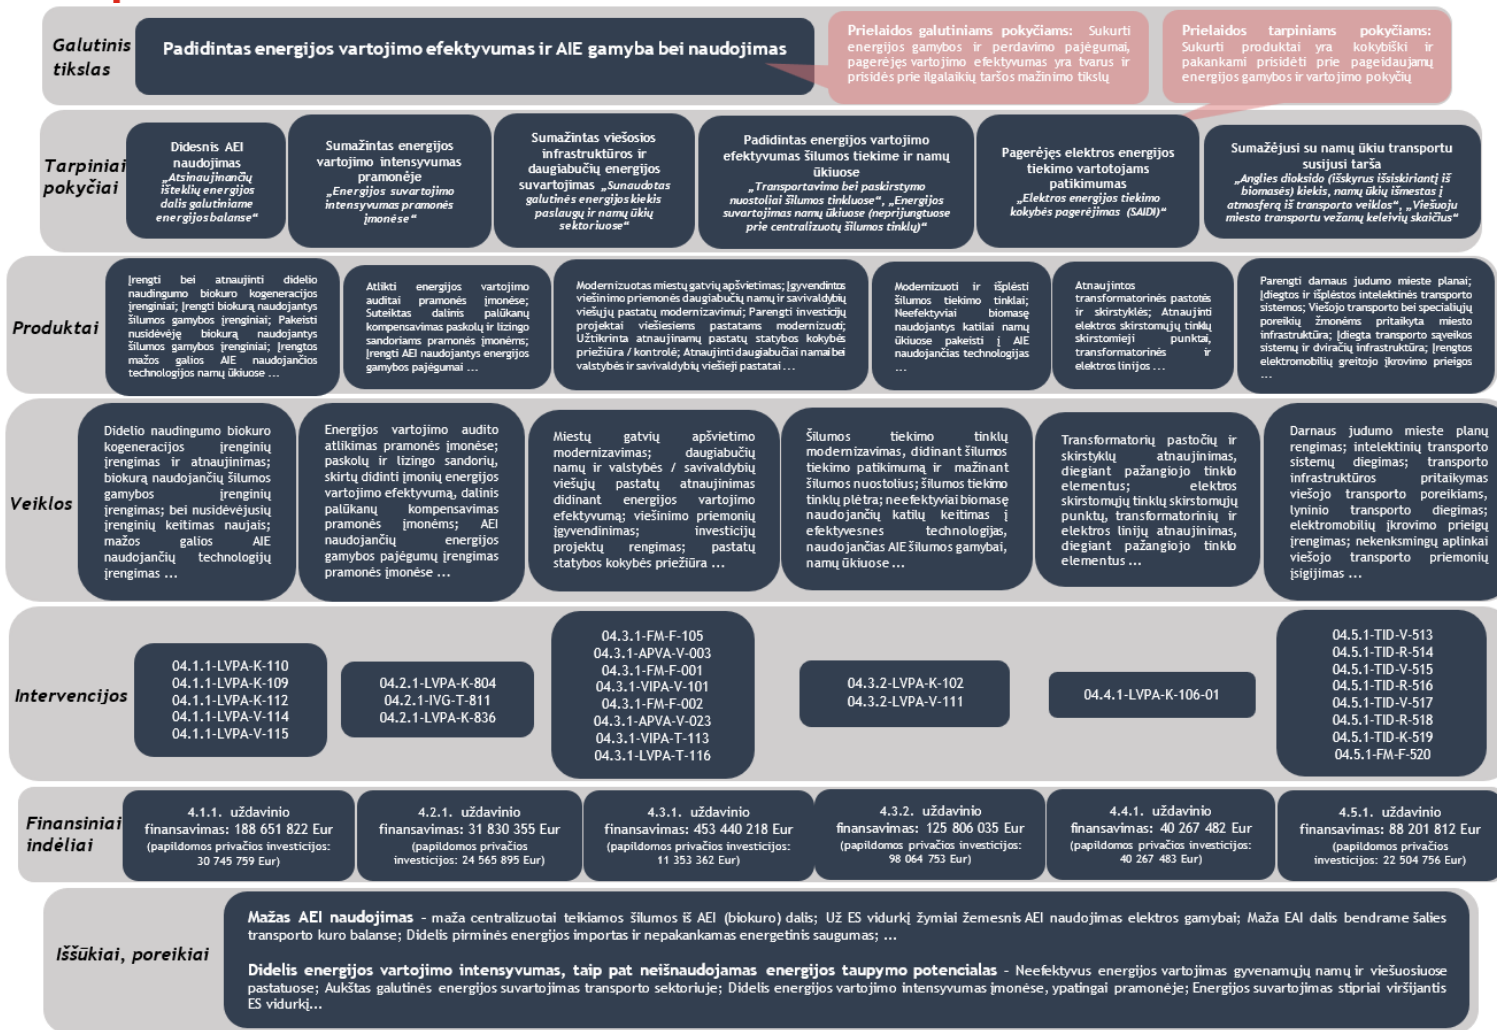 Galutinis
tikslas
Padidintas energijos vartojimo efektyvumas ir AIE gamyba bei naudojimas
Prielaidos galutiniams pokyčiams: Sukurti
energijos gamybos ir perdavimo pajėgumai,
pagerėjęs vartojimo efektyvumas yra tvarus ir
prisidės prie ilgalaikių taršos mažinimo tikslų
Prielaidos tarpiniams pokyčiams:
Sukurti produktai yra kokybiški ir
pakankami prisidėti prie pageidaujamų
energijos gamybos ir vartojimo pokyčių
Tarpiniai
pokyčiai
Didesnis AEI
naudojimas
„Atsinaujinančių
išteklių energijos
dalis galutiniame
energijos balanse“
Sumažintas energijos
vartojimo intensyvumas
pramonėje
„Energijos suvartojimo
intensyvumas pramonės
įmonėse“
Sumažintas viešosios
infrastruktūros ir
daugiabučių energijos
suvartojimas „Sunaudotas
galutinės energijos kiekis
paslaugų ir namų ūkių
sektoriuose“
Padidintas energijos vartojimo
efektyvumas šilumos tiekime ir namų
ūkiuose
„Transportavimo bei paskirstymo
nuostoliai šilumos tinkluose“, „Energijos
suvartojimas namų ūkiuose (neprijungtuose
prie centralizuotų šilumos tinklų)“
Pagerėjęs elektros energijos
tiekimo vartotojams
patikimumas
„Elektros energijos tiekimo
kokybės pagerėjimas (SAIDI)“
Sumažėjusi su namų ūkiu transportu
susijusi tarša
„Anglies dioksido (išskyrus išsiskiriantį iš
biomasės) kiekis, namų ūkių išmestas į
atmosferą iš transporto veiklos“, „Viešuoju
miesto transportu vežamų keleivių skaičius“
Produktai
Įrengti bei atnaujinti didelio
naudingumo biokuro kogeneracijos
įrenginiai; Įrengti biokurą naudojantys
šilumos gamybos įrenginiai; Pakeisti
nusidėvėję biokurą naudojantys
šilumos gamybos įrenginiai; Įrengtos
mažos galios AIE naudojančios
technologijos namų ūkiuose ...
Atlikti energijos vartojimo
auditai pramonės įmonėse;
Suteiktas dalinis palūkanų
kompensavimas paskolų ir lizingo
sandoriams pramonės įmonėms;
Įrengti AEI naudojantys energijos
gamybos pajėgumai ...
Modernizuotas miestų gatvių apšvietimas; Įgyvendintos
viešinimo priemonės daugiabučių namų ir savivaldybių
viešųjų pastatų modernizavimui; Parengti investicijų
projektai viešiesiems pastatams modernizuoti;
Užtikrinta atnaujinamų pastatų statybos kokybės
priežiūra / kontrolė; Atnaujinti daugiabučiai namai bei
valstybės ir savivaldybių viešieji pastatai ...
Modernizuoti ir išplėsti
šilumos tiekimo tinklai;
Neefektyviai biomasę
naudojantys katilai namų
ūkiuose pakeisti į AIE
naudojančias technologijas
...
Atnaujintos
transformatorinės pastotės
ir skirstyklės; Atnaujinti
elektros skirstomųjų tinklų
skirstomieji punktai,
transformatorinės ir
elektros linijos ...
Parengti darnaus judumo mieste planai;
Įdiegtos ir išplėstos intelektinės transporto
sistemos; Viešojo transporto bei specialiųjų
poreikių žmonėms pritaikyta miesto
infrastruktūra; Įdiegta transporto sąveikos
sistemų ir dviračių infrastruktūra; Įrengtos
elektromobilių greitojo įkrovimo prieigos
...
Veiklos
Didelio naudingumo biokuro
kogeneracijos įrenginių
įrengimas ir atnaujinimas;
biokurą naudojančių šilumos
gamybos įrenginių
įrengimas; bei nusidėvėjusių
įrenginių keitimas naujais;
mažos galios AIE
naudojančių technologijų
įrengimas ...
Energijos vartojimo audito
atlikimas pramonės įmonėse;
paskolų ir lizingo sandorių,
skirtų didinti įmonių energijos
vartojimo efektyvumą, dalinis
palūkanų kompensavimas
pramonės įmonėms; AEI
naudojančių energijos
gamybos pajėgumų įrengimas
pramonės įmonėse ...
Miestų gatvių apšvietimo
modernizavimas; daugiabučių
namų ir valstybės / savivaldybių
viešųjų pastatų atnaujinimas
didinant energijos vartojimo
efektyvumą; viešinimo priemonių
įgyvendinimas; investicijų
projektų rengimas; pastatų
statybos kokybės priežiūra ...
Šilumos tiekimo tinklų
modernizavimas, didinant šilumos
tiekimo patikimumą ir mažinant
šilumos nuostolius; šilumos tiekimo
tinklų plėtra; neefektyviai biomasę
naudojančių katilų keitimas į
efektyvesnes technologijas,
naudojančias AIE šilumos gamybai,
namų ūkiuose ...
Transformatorių pastočių ir
skirstyklų atnaujinimas,
diegiant pažangiojo tinklo
elementus; elektros
skirstomųjų tinklų skirstomųjų
punktų, transformatorinių ir
elektros linijų atnaujinimas,
diegiant pažangiojo tinklo
elementus ...
Darnaus judumo mieste planų
rengimas; intelektinių transporto
sistemų diegimas; transporto
infrastruktūros pritaikymas
viešojo transporto poreikiams,
lyninio transporto diegimas;
elektromobilių įkrovimo prieigų
įrengimas; nekenksmingų aplinkai
viešojo transporto priemonių
įsigijimas ...
Intervencijos
04.1.1-LVPA-K-110
04.1.1-LVPA-K-109
04.1.1-LVPA-K-112
04.1.1-LVPA-V-114
04.1.1-LVPA-V-115
04.2.1-LVPA-K-804
04.2.1-IVG-T-811
04.2.1-LVPA-K-836
04.3.1-FM-F-105
04.3.1-APVA-V-003
04.3.1-FM-F-001
04.3.1-VIPA-V-101
04.3.1-FM-F-002
04.3.1-APVA-V-023
04.3.1-VIPA-T-113
04.3.1-LVPA-T-116
04.3.2-LVPA-K-102
04.3.2-LVPA-V-111
04.4.1-LVPA-K-106-01
04.5.1-TID-V-513
04.5.1-TID-R-514
04.5.1-TID-V-515
04.5.1-TID-R-516
04.5.1-TID-V-517
04.5.1-TID-R-518
04.5.1-TID-K-519
04.5.1-FM-F-520
Finansiniai
indėliai
4.1.1. uždavinio
finansavimas: 188 651 822 Eur
(papildomos privačios investicijos:
30 745 759 Eur)
4.2.1. uždavinio
finansavimas: 31 830 355 Eur
(papildomos privačios
investicijos: 24 565 895 Eur)
4.3.1. uždavinio
finansavimas: 453 440 218 Eur
(papildomos privačios investicijos:
11 353 362 Eur)
4.3.2. uždavinio
finansavimas: 125 806 035 Eur
(papildomos privačios investicijos:
98 064 753 Eur)
4.4.1. uždavinio
finansavimas: 40 267 482 Eur
(papildomos privačios investicijos:
40 267 483 Eur)
4.5.1. uždavinio
finansavimas: 88 201 812 Eur
(papildomos privačios
investicijos: 22 504 756 Eur)
Iššūkiai, poreikiai
Mažas AEI naudojimas – maža centralizuotai teikiamos šilumos iš AEI (biokuro) dalis; Už ES vidurkį žymiai žemesnis AEI naudojimas elektros gamybai; Maža EAI dalis bendrame šalies
transporto kuro balanse; Didelis pirminės energijos importas ir nepakankamas energetinis saugumas; ...
Didelis energijos vartojimo intensyvumas, taip pat neišnaudojamas energijos taupymo potencialas – Neefektyvus energijos vartojimas gyvenamųjų namų ir viešuosiuose
pastatuose; Aukštas galutinės energijos suvartojimas transporto sektoriuje; Didelis energijos vartojimo intensyvumas įmonėse, ypatingai pramonėje; Energijos suvartojimas stipriai viršijantis
ES vidurkį...